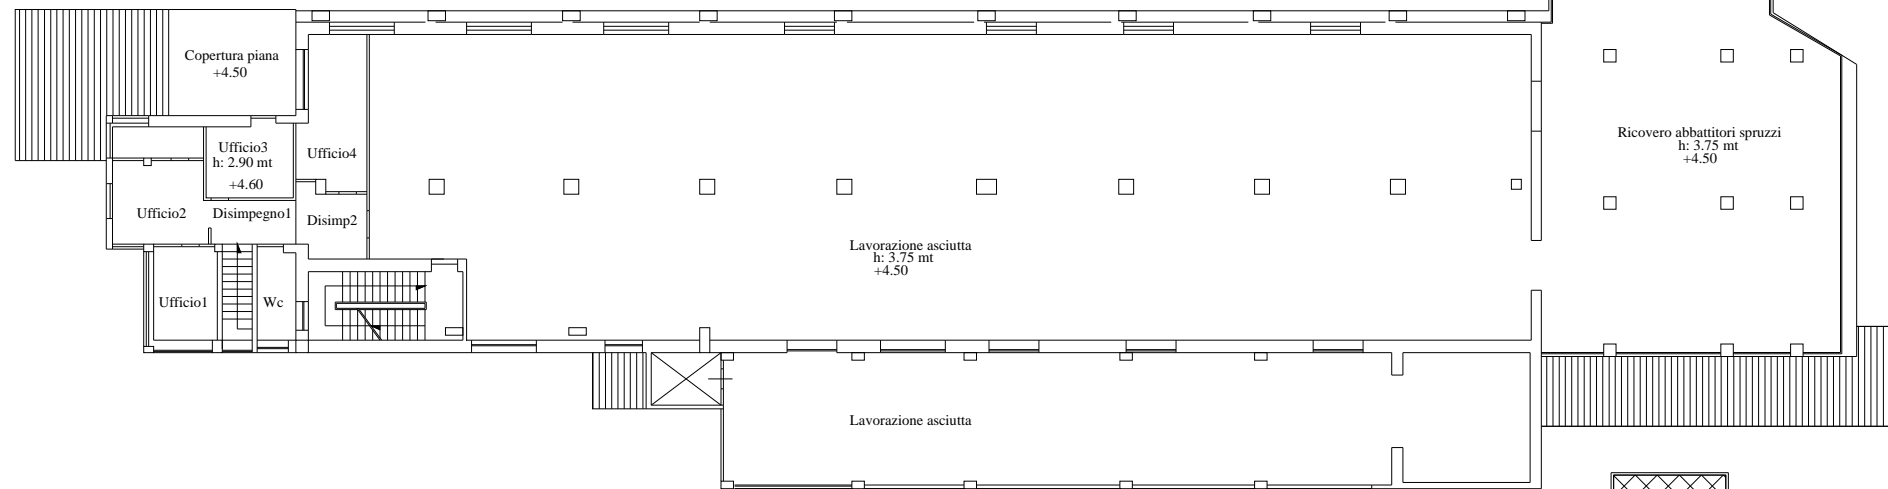 Copertura piana
+4.50
Ufficio3
h: 2.90 mt
+4.60
Ufficio4
Ufficio2
Disimpegno1
Disimp2
Ufficio1
Wc
Lavorazione asciutta
h: 3.75 mt
+4.50
Ricovero abbattitori spruzzi
h: 3.75 mt
+4.50
Lavorazione asciutta